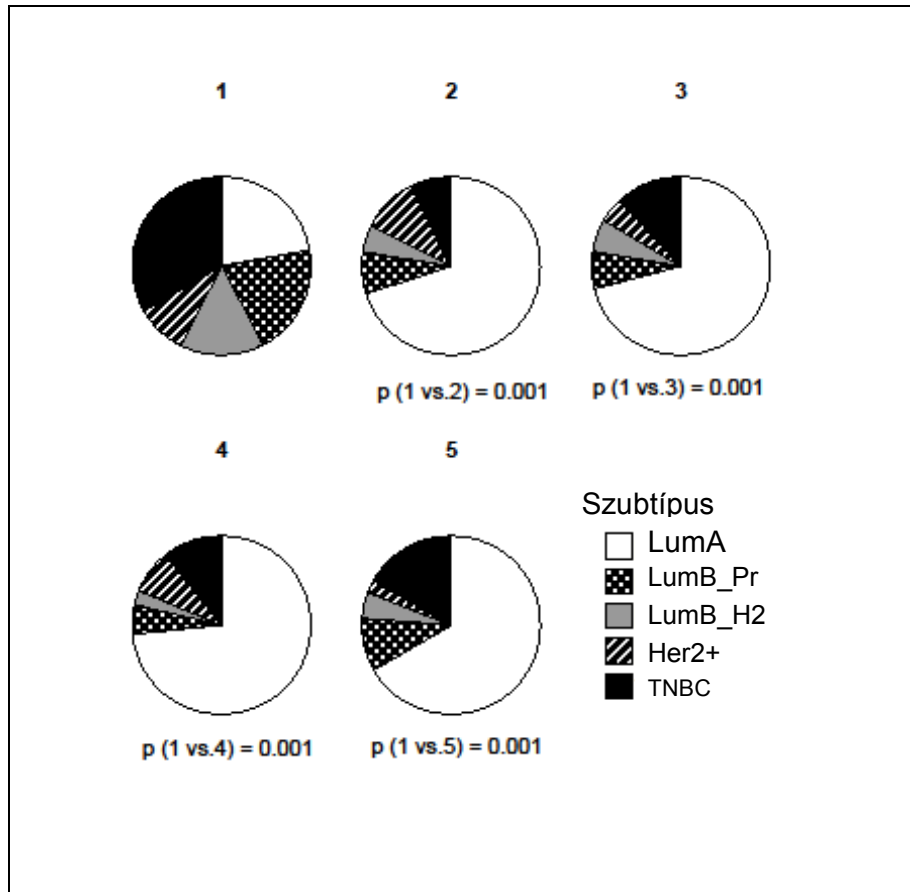 1 2 3
p (1 vs.2) = 0.001 p (1 vs.3) = 0.001
4 5
Szubtípus
LumA
LumB_Pr
LumB_H2
Her2+
TNBC
p (1 vs.4) = 0.001 p (1 vs.5) = 0.001